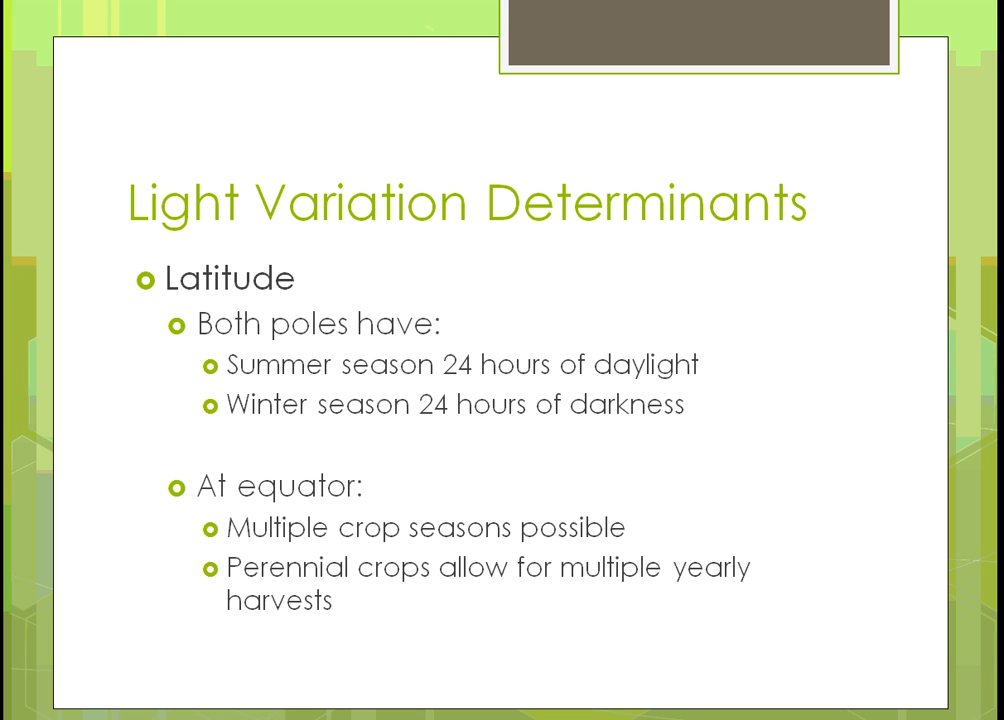 Light Variation Determinants
Latitude
Both poles have:
Summer season 24 hours of daylight
Winter season 24 hours of darkness
At equator:
Multiple crop seasons possible
Perennial crops allow for multiple yearly
harvests